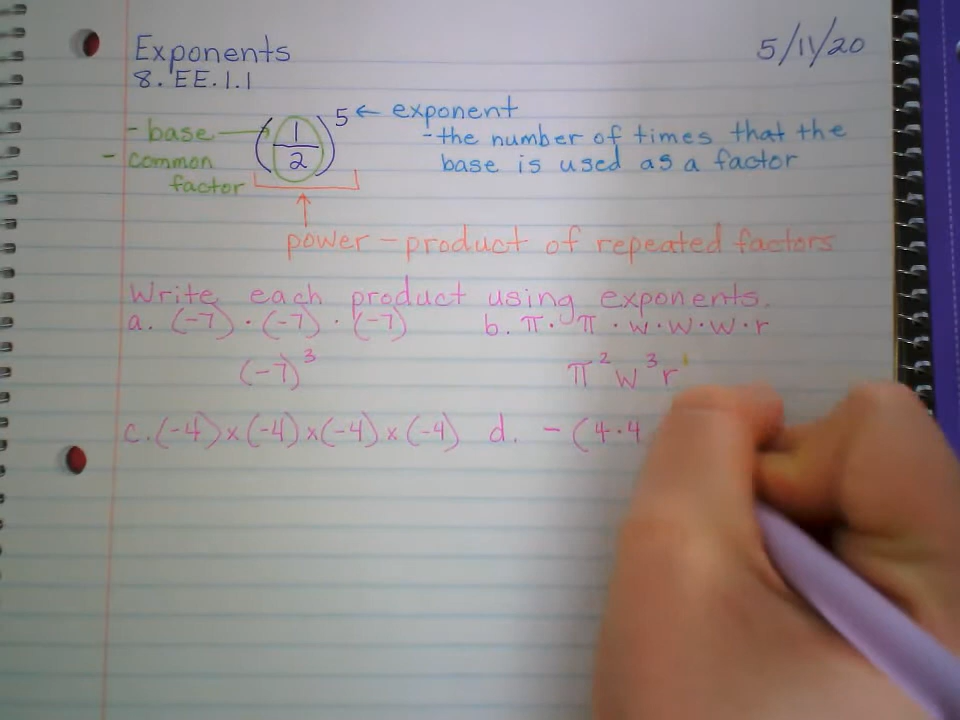 Exponents 5/11/20
8.EE.1.1
- base (1/2)⁵ ← exponent
- common factor
- the number of times that the
base is used as a factor
power - product of repeated factors
Write each product using exponents.
a. (-7) · (-7) · (-7) b. π · π · w · w · w · r
(-7)³ π²w³r¹
c. (-4) × (-4) × (-4) × (-4) d. - (4·4